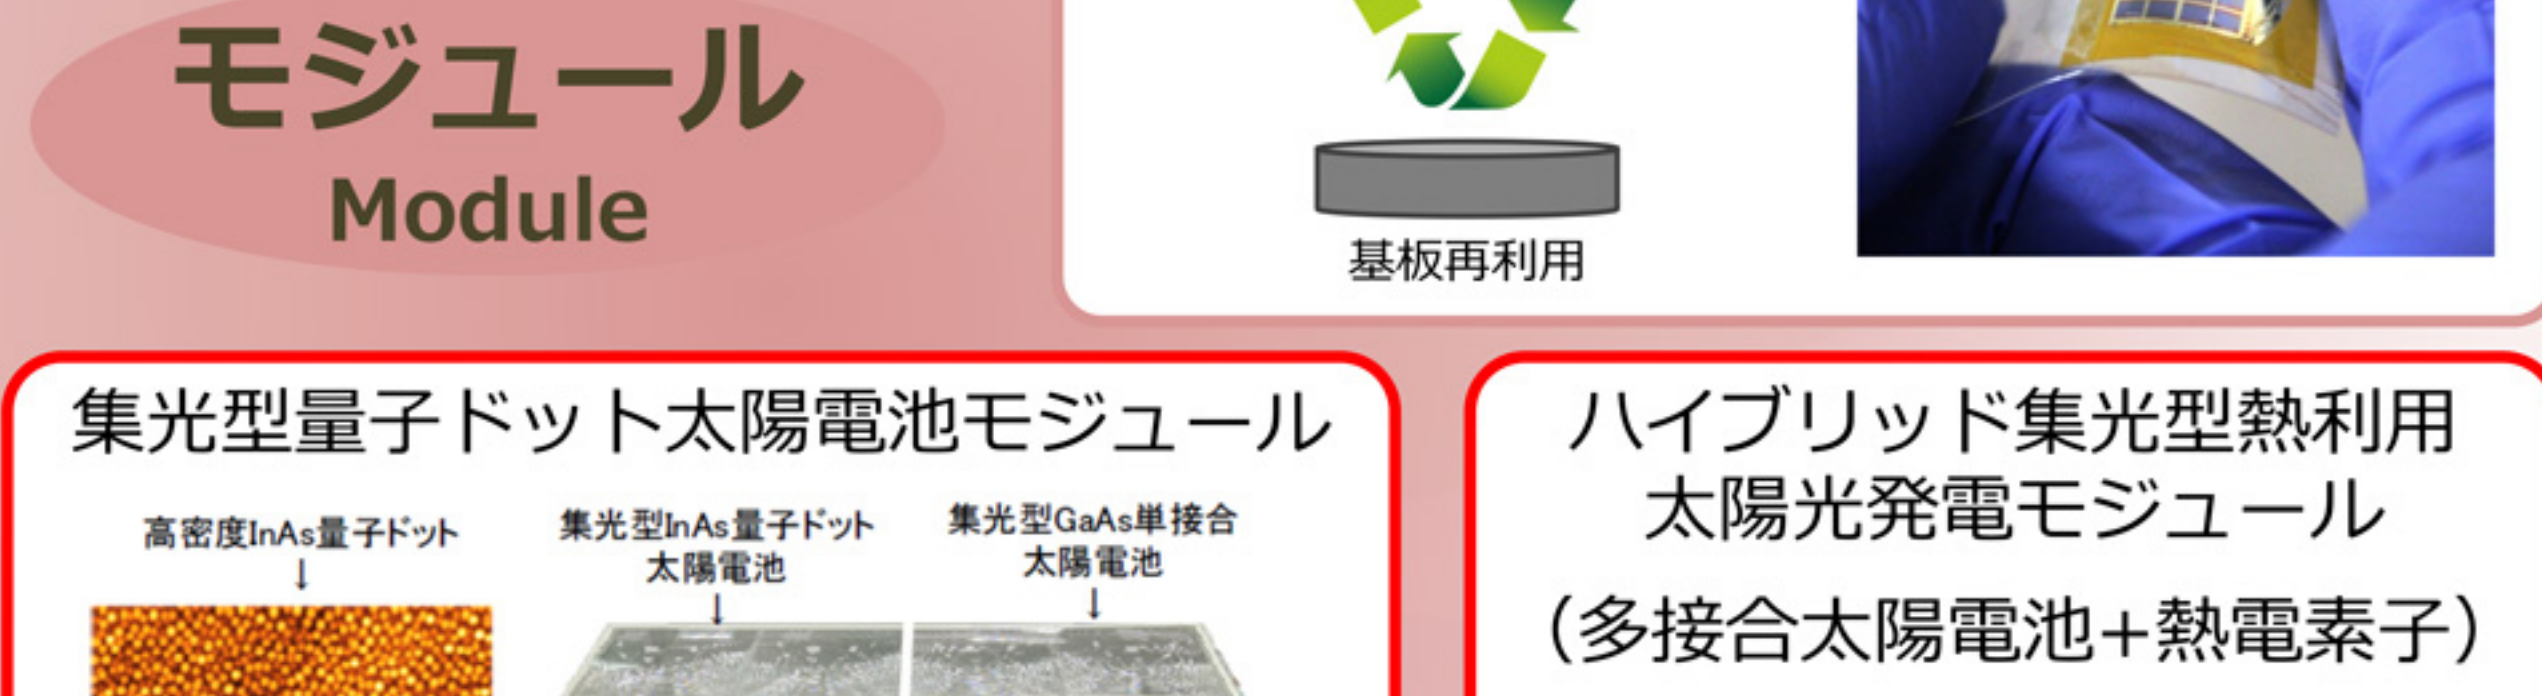 モジュール
Module
基板再利用
集光型量子ドット太陽電池モジュール
高密度InAs量子ドット
↓
集光型InAs量子ドット
太陽電池
↓
集光型GaAs単接合
太陽電池
↓
ハイブリッド集光型熱利用
太陽光発電モジュール
（多接合太陽電池+熱電素子）